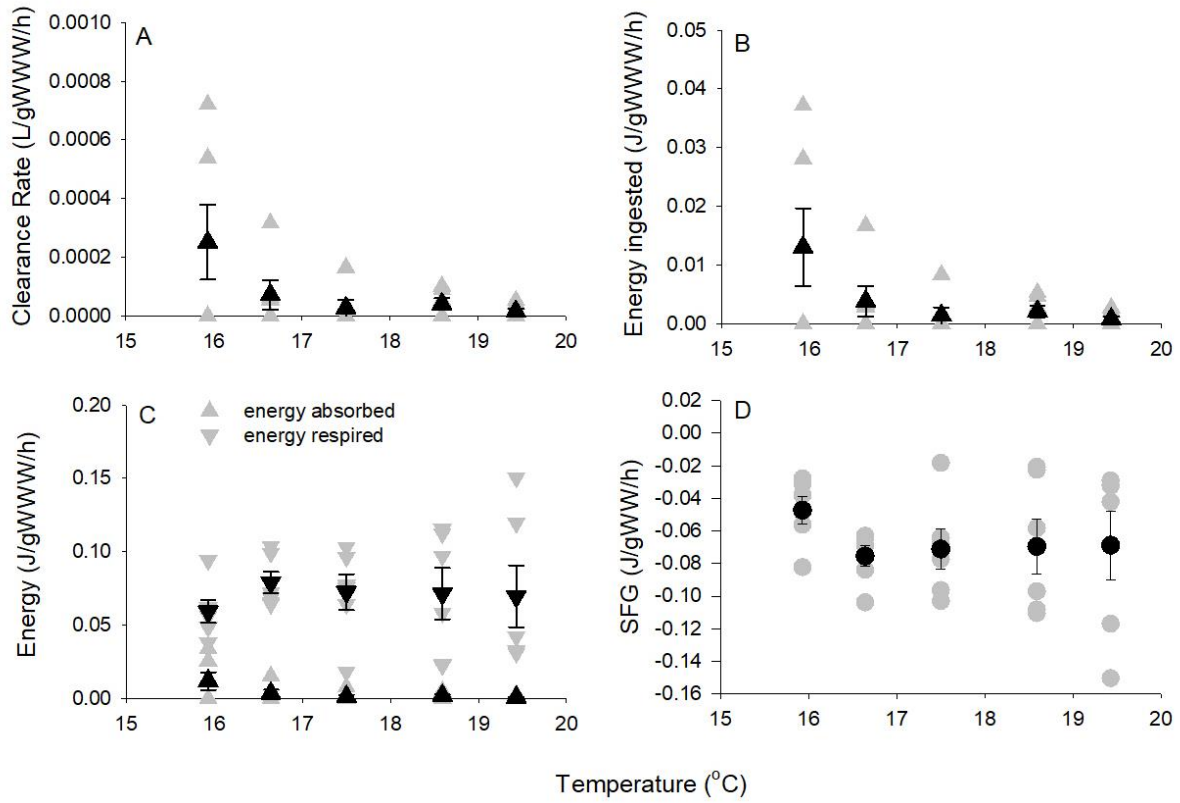 A
Clearance Rate (L/gWWW/h)
0.0010
0.0008
0.0006
0.0004
0.0002
0.0000
15 16 17 18 19 20
B
Energy ingested (J/gWWW/h)
0.05
0.04
0.03
0.02
0.01
0.00
15 16 17 18 19 20
C
energy absorbed
energy respired
Energy (J/gWWW/h)
0.20
0.15
0.10
0.05
0.00
15 16 17 18 19 20
D
SFG (J/gWW/h)
0.02
0.00
-0.02
-0.04
-0.06
-0.08
-0.10
-0.12
-0.14
-0.16
15 16 17 18 19 20
Temperature (°C)